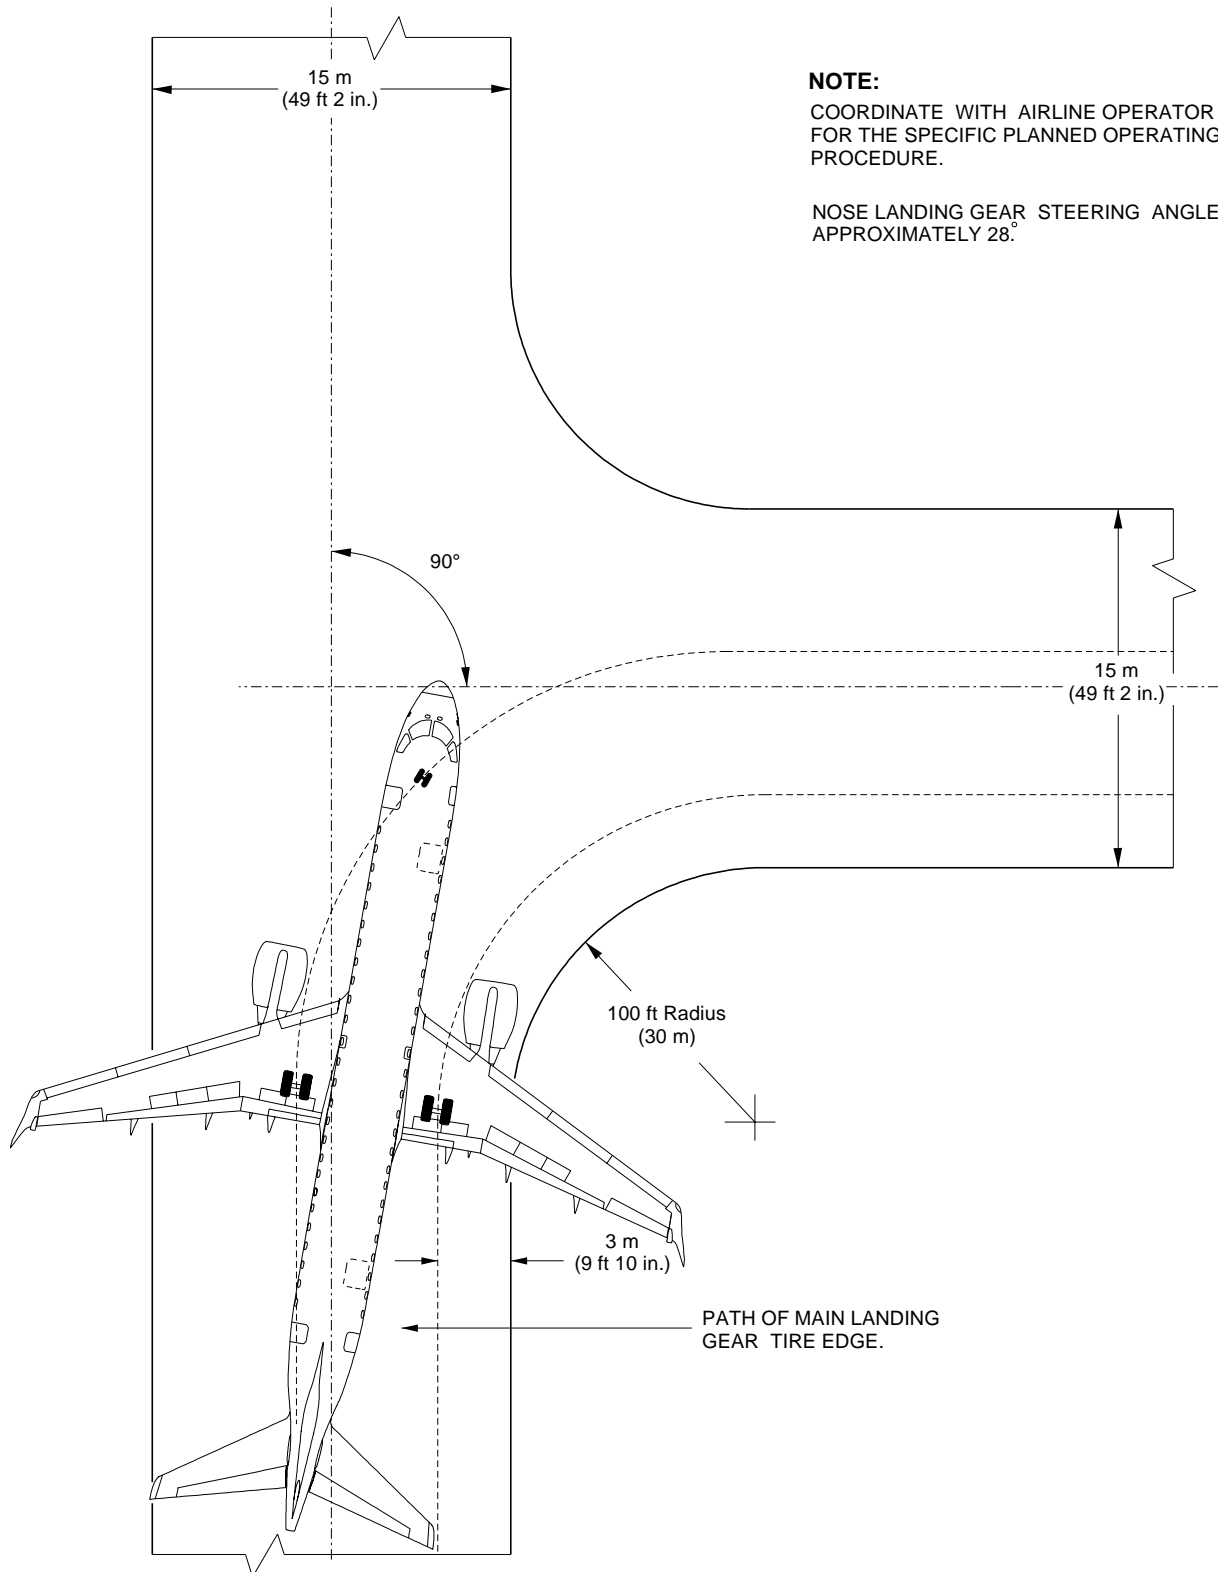 15 m
(49 ft 2 in.)
NOTE:
COORDINATE WITH AIRLINE OPERATOR
FOR THE SPECIFIC PLANNED OPERATING
PROCEDURE.
NOSE LANDING GEAR STEERING ANGLE
APPROXIMATELY 28°.
90°
15 m
(49 ft 2 in.)
100 ft Radius
(30 m)
3 m
(9 ft 10 in.)
PATH OF MAIN LANDING
GEAR TIRE EDGE.